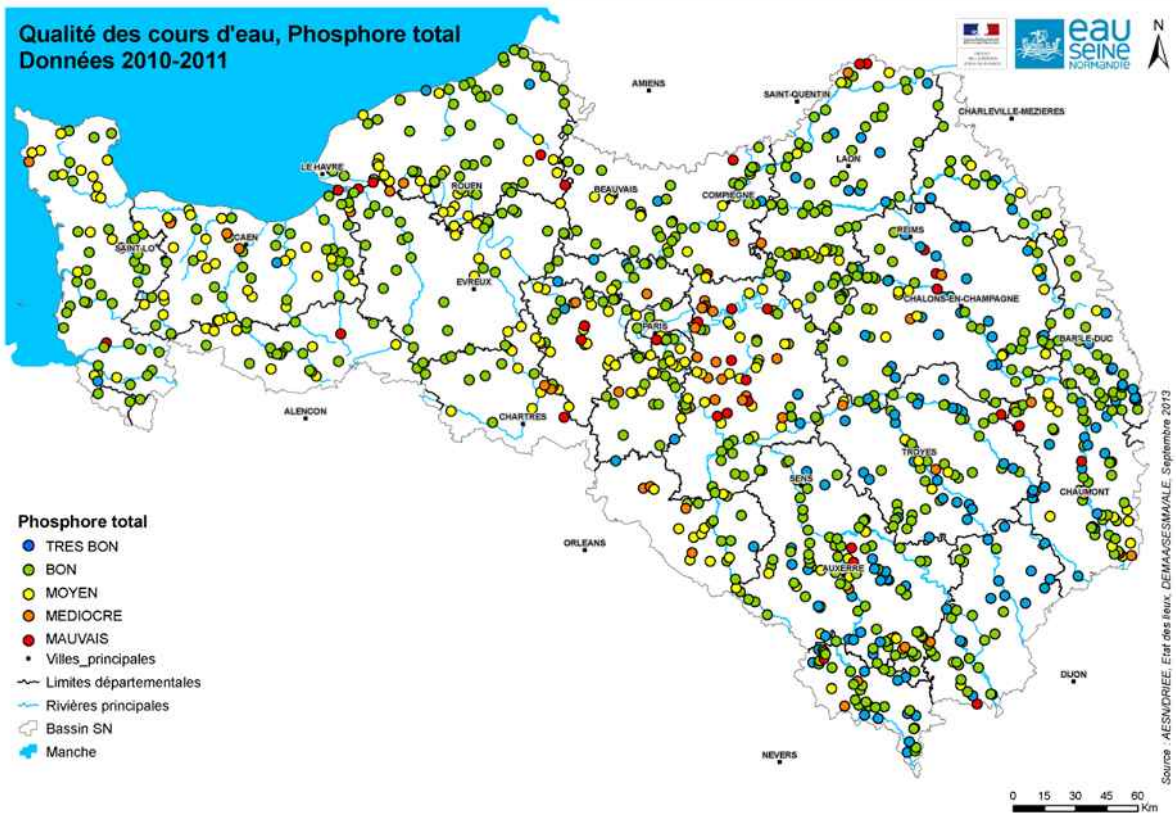 Qualité des cours d'eau, Phosphore total
Données 2010-2011
eau
SEINE
NORMANDIE
N
AMIENS
SAINT-QUENTIN
CHARLEVILLE-MEZIERES
LAON
LE HAVRE
ROUEN
BEAUVAIS
COMPIEGNE
REIMS
SAINT-LO
CAEN
EVREUX
CHALONS-EN-CHAMPAGNE
PARIS
BAR-LE-DUC
ALENCON
CHARTRES
TROYES
SENS
CHAUMONT
ORLEANS
AUXERRE
DIJON
NEVERS
Phosphore total
TRES BON
BON
MOYEN
MEDIOCRE
MAUVAIS
Villes_principales
Limites départementales
Rivières principales
Bassin SN
Manche
Source : AESN/DRIEE, Etat des lieux, DEMAA/SESMA/ALE, Septembre 2013
0 15 30 45 60
Km